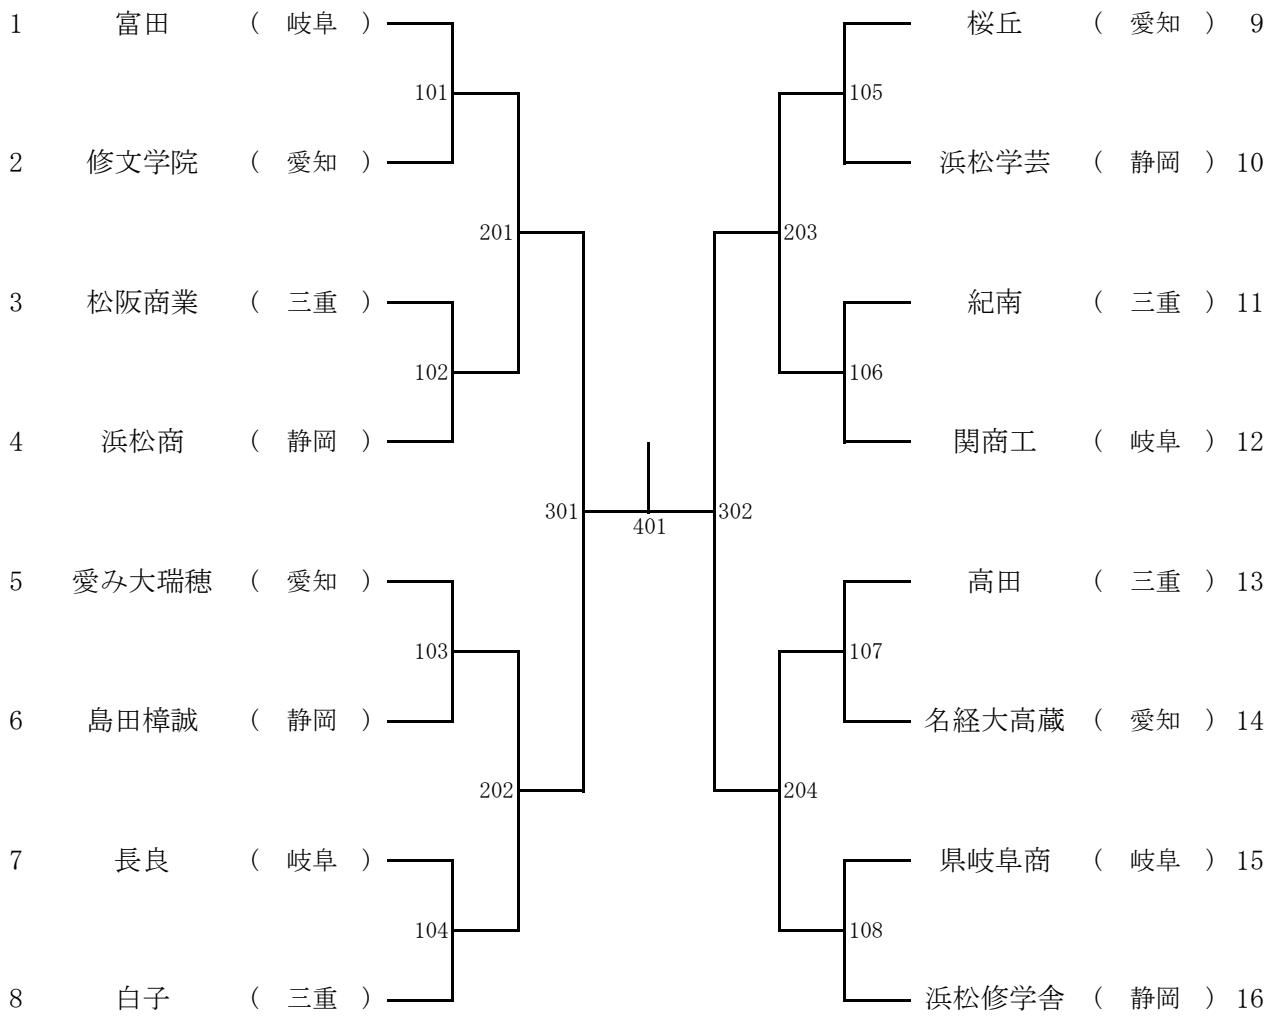 1 富田 ( 岐阜 ) 桜丘 ( 愛知 ) 9
101 105
2 修文学院 ( 愛知 ) 浜松学芸 ( 静岡 ) 10
201 203
3 松阪商業 ( 三重 ) 紀南 ( 三重 ) 11
102 106
4 浜松商 ( 静岡 ) 関商工 ( 岐阜 ) 12
301 302
401
5 愛み大瑞穂 ( 愛知 ) 高田 ( 三重 ) 13
103 107
6 島田樟誠 ( 静岡 ) 名経大高蔵 ( 愛知 ) 14
202 204
7 長良 ( 岐阜 ) 県岐阜商 ( 岐阜 ) 15
104 108
8 白子 ( 三重 ) 浜松修学舎 ( 静岡 ) 16